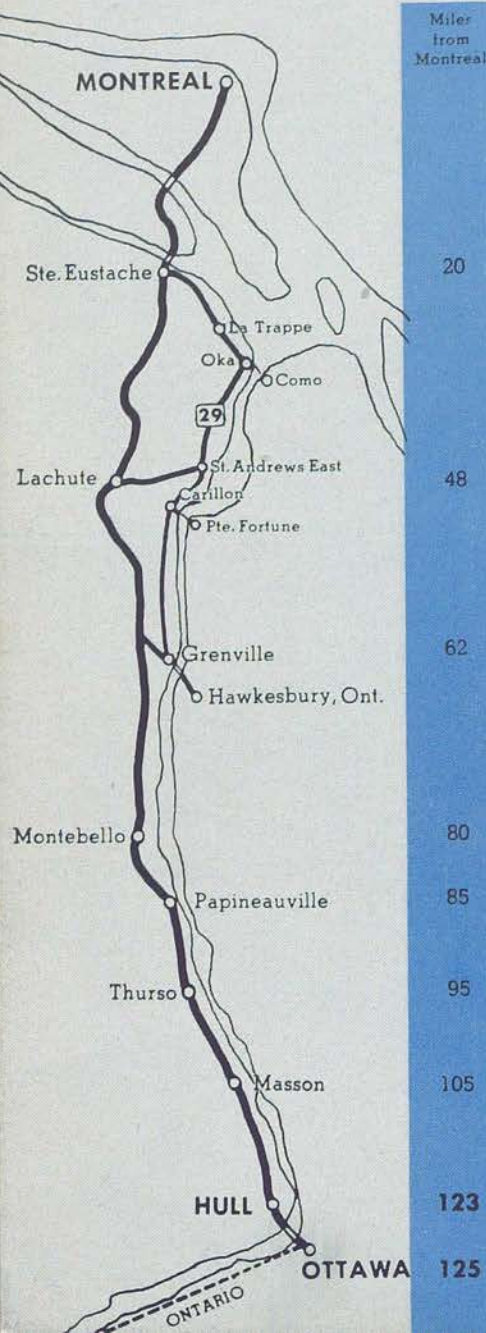 Miles
from
Montreal
MONTREAL
Ste. Eustache 20
La Trappe
Oka
Como
29
St. Andrews East
Lachute 48
Carillon
Pte. Fortune
Grenville 62
Hawkesbury, Ont.
Montebello 80
Papineauville 85
Thurso 95
Masson 105
HULL 123
OTTAWA 125
ONTARIO